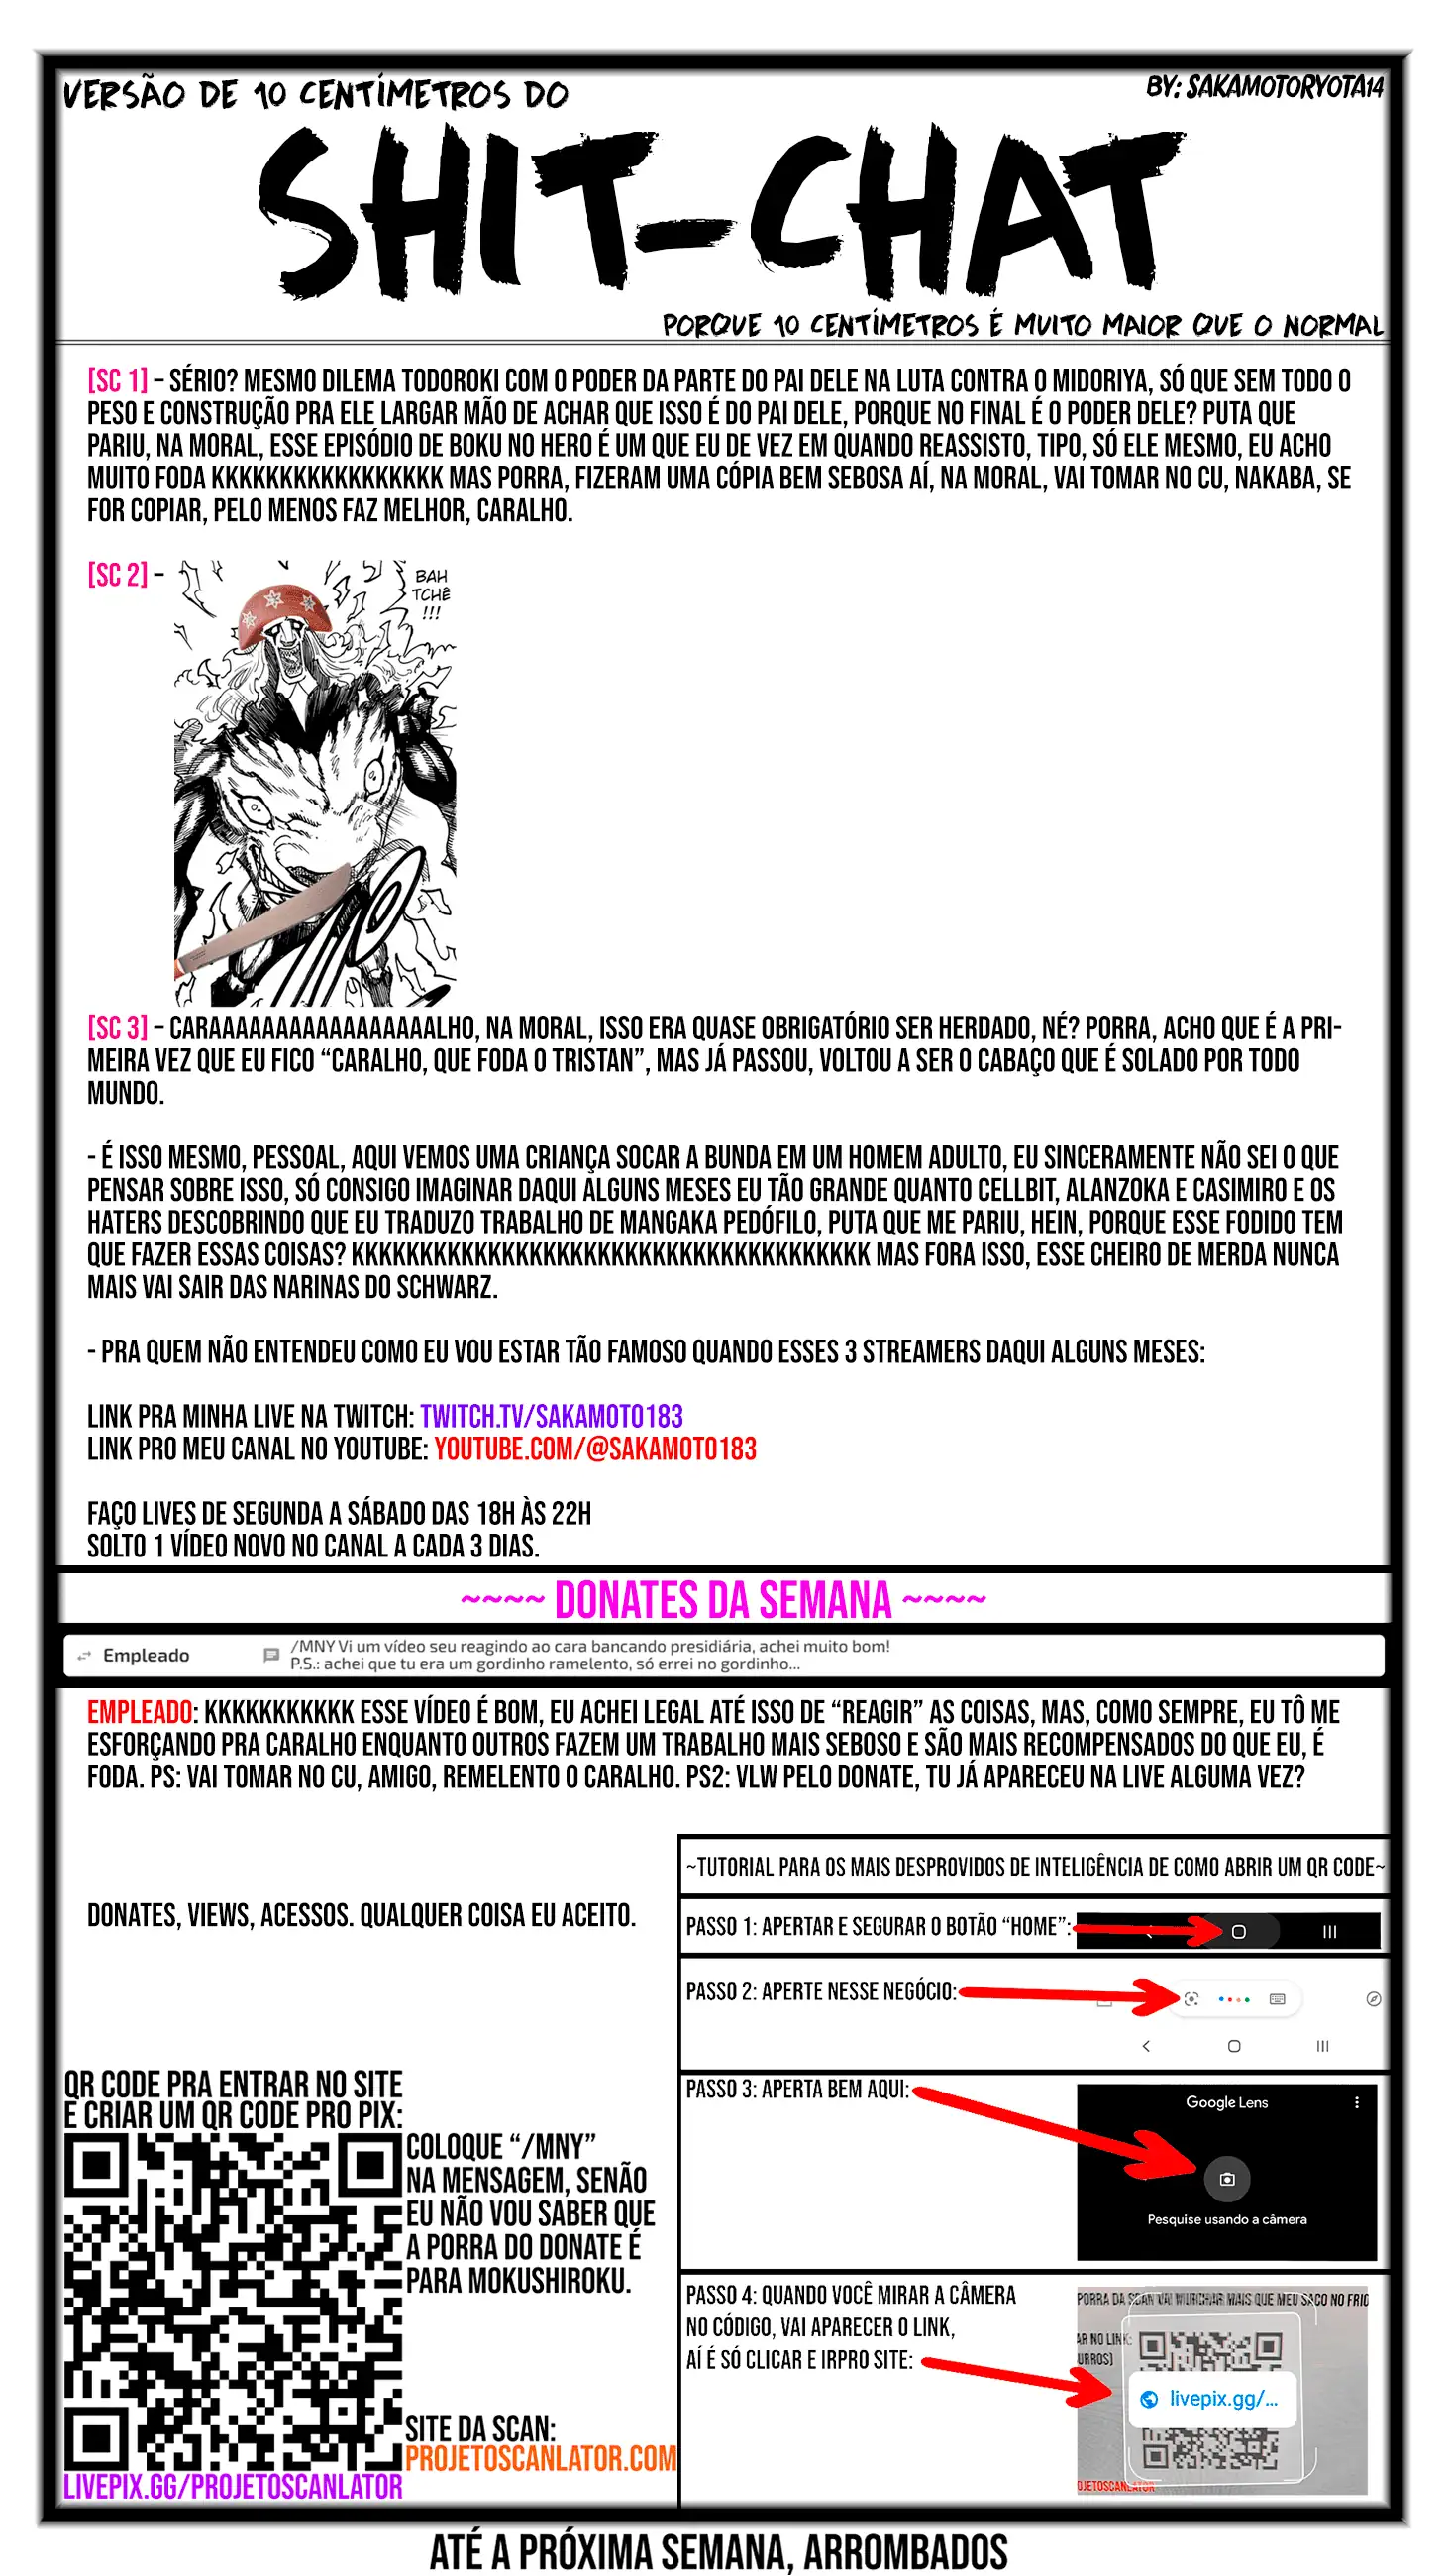 VERSÃO DE 10 CENTÍMETROS DO
BY: SAKAMOTORYOTA14
SHIT-CHAT
PORQUE 10 CENTÍMETROS É MUITO MAIOR QUE O NORMAL
[SC 1] - SÉRIO? MESMO DILEMA TODOROKI COM O PODER DA PARTE DO PAI DELE NA LUTA CONTRA O MIDORIYA, SÓ QUE SEM TODO O
PESO E CONSTRUÇÃO PRA ELE LARGAR MÃO DE ACHAR QUE ISSO É DO PAI DELE, PORQUE NO FINAL É O PODER DELE? PUTA QUE
PARIU, NA MORAL, ESSE EPISÓDIO DE BOKU NO HERO É UM QUE EU DE VEZ EM QUANDO REASSISTO, TIPO, SÓ ELE MESMO, EU ACHO
MUITO FODA KKKKKKKKKKKKKKKKK MAS PORRA, FIZERAM UMA CÓPIA BEM SEBOSA AÍ, NA MORAL, VAI TOMAR NO CU, NAKABA, SE
FOR COPIAR, PELO MENOS FAZ MELHOR, CARALHO.
[SC 2] -
BAH
TCHÊ
!!!
[SC 3] - CARAAAAAAAAAAAAAAAAALHO, NA MORAL, ISSO ERA QUASE OBRIGATÓRIO SER HERDADO, NÉ? PORRA, ACHO QUE É A PRI-
MEIRA VEZ QUE EU FICO “CARALHO, QUE FODA O TRISTAN”, MAS JÁ PASSOU, VOLTOU A SER O CABAÇO QUE É SOLADO POR TODO
MUNDO.
- É ISSO MESMO, PESSOAL, AQUI VEMOS UMA CRIANÇA SOCAR A BUNDA EM UM HOMEM ADULTO, EU SINCERAMENTE NÃO SEI O QUE
PENSAR SOBRE ISSO, SÓ CONSIGO IMAGINAR DAQUI ALGUNS MESES EU TÃO GRANDE QUANTO CELLBIT, ALANZOKA E CASIMIRO E OS
HATERS DESCOBRINDO QUE EU TRADUZO TRABALHO DE MANGAKA PEDÓFILO, PUTA QUE ME PARIU, HEIN, PORQUE ESSE FODIDO TEM
QUE FAZER ESSAS COISAS? KKKKKKKKKKKKKKKKKKKKKKKKKKKKKKKKKKKKKK MAS FORA ISSO, ESSE CHEIRO DE MERDA NUNCA
MAIS VAI SAIR DAS NARINAS DO SCHWARZ.
- PRA QUEM NÃO ENTENDEU COMO EU VOU ESTAR TÃO FAMOSO QUANDO ESSES 3 STREAMERS DAQUI ALGUNS MESES:
LINK PRA MINHA LIVE NA TWITCH: TWITCH.TV/SAKAMOTO183
LINK PRO MEU CANAL NO YOUTUBE: YOUTUBE.COM/@SAKAMOTO183
FAÇO LIVES DE SEGUNDA A SÁBADO DAS 18H ÀS 22H
SOLTO 1 VÍDEO NOVO NO CANAL A CADA 3 DIAS.
~~~~ DONATES DA SEMANA ~~~~
Empleado
/MNY Vi um vídeo seu reagindo ao cara bancando presidiária, achei muito bom!
P.S.: achei que tu era um gordinho ramelento, só errei no gordinho...
EMPLEADO: KKKKKKKKKKK ESSE VÍDEO É BOM, EU ACHEI LEGAL ATÉ ISSO DE “REAGIR” AS COISAS, MAS, COMO SEMPRE, EU TÔ ME
ESFORÇANDO PRA CARALHO ENQUANTO OUTROS FAZEM UM TRABALHO MAIS SEBOSO E SÃO MAIS RECOMPENSADOS DO QUE EU, É
FODA. PS: VAI TOMAR NO CU, AMIGO, REMELENTO O CARALHO. PS2: VLW PELO DONATE, TU JÁ APARECEU NA LIVE ALGUMA VEZ?
DONATES, VIEWS, ACESSOS. QUALQUER COISA EU ACEITO.
QR CODE PRA ENTRAR NO SITE
E CRIAR UM QR CODE PRO PIX:
COLOQUE “/MNY”
NA MENSAGEM, SENÃO
EU NÃO VOU SABER QUE
A PORRA DO DONATE É
PARA MOKUSHIROKU.
SITE DA SCAN:
PROJETOSCANLATOR.COM
LIVEPIX.GG/PROJETOSCANLATOR
~TUTORIAL PARA OS MAIS DESPROVIDOS DE INTELIGÊNCIA DE COMO ABRIR UM QR CODE~
PASSO 1: APERTAR E SEGURAR O BOTÃO “HOME”:
PASSO 2: APERTE NESSE NEGÓCIO:
PASSO 3: APERTA BEM AQUI:
Google Lens
Pesquise usando a câmera
PASSO 4: QUANDO VOCÊ MIRAR A CÂMERA
NO CÓDIGO, VAI APARECER O LINK,
AÍ É SÓ CLICAR E IRPRO SITE:
PORRA DA SCAN VAI MURCHAR MAIS QUE MEU SACO NO FRIO
AR NO LINK:
URROS)
livepix.gg/...
OJETOSCANLATOR
ATÉ A PRÓXIMA SEMANA, ARROMBADOS